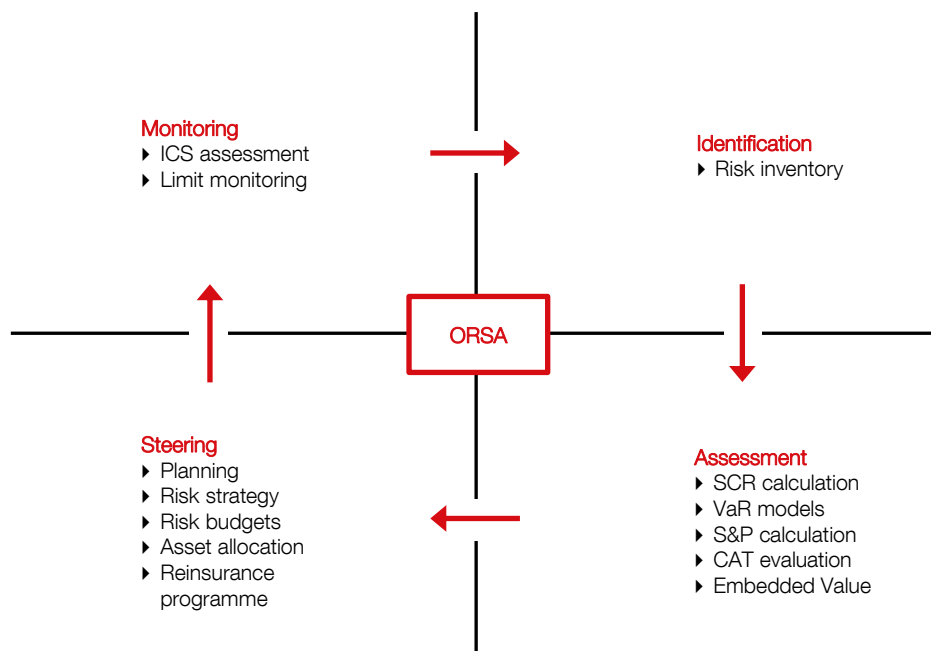 Monitoring
‣ ICS assessment
‣ Limit monitoring
Identification
‣ Risk inventory
ORSA
Steering
‣ Planning
‣ Risk strategy
‣ Risk budgets
‣ Asset allocation
‣ Reinsurance
programme
Assessment
‣ SCR calculation
‣ VaR models
‣ S&P calculation
‣ CAT evaluation
‣ Embedded Value